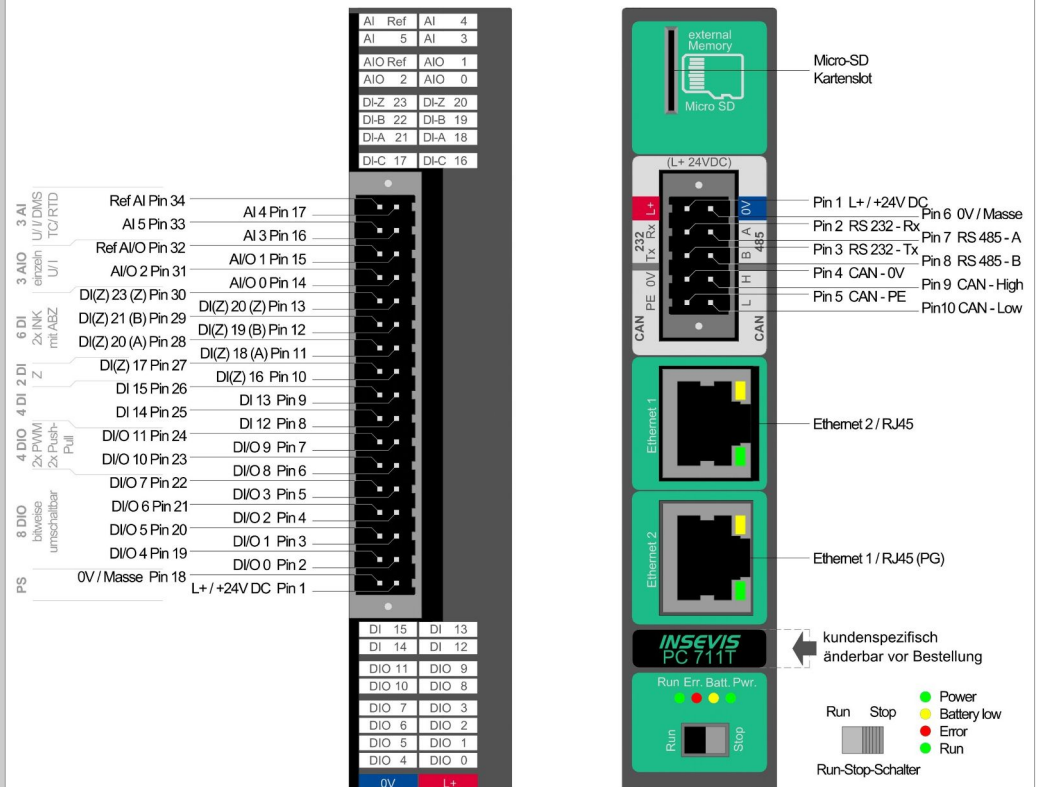 AI Ref AI 4
AI 5 AI 3
AIO Ref AIO 1
AIO 2 AIO 0
DI-Z 23 DI-Z 20
DI-B 22 DI-B 19
DI-A 21 DI-A 18
DI-C 17 DI-C 16
3 AI
U/ I/ DMS
TC/ RTD
3 AIO
einzeln
U/ I
6 DI
2x INK
mit ABZ
2 DI
Z
4 DI
4 DIO
2x PWM
2x Push-
Pull
8 DIO
bitweise
umschaltbar
PS
Ref AI Pin 34
AI 5 Pin 33
Ref AI/O Pin 32
AI/O 2 Pin 31
DI(Z) 23 (Z) Pin 30
DI(Z) 21 (B) Pin 29
DI(Z) 20 (A) Pin 28
DI(Z) 17 Pin 27
DI 15 Pin 26
DI 14 Pin 25
DI/O 11 Pin 24
DI/O 10 Pin 23
DI/O 7 Pin 22
DI/O 6 Pin 21
DI/O 5 Pin 20
DI/O 4 Pin 19
0V / Masse Pin 18
AI 4 Pin 17
AI 3 Pin 16
AI/O 1 Pin 15
AI/O 0 Pin 14
DI(Z) 20 (Z) Pin 13
DI(Z) 19 (B) Pin 12
DI(Z) 18 (A) Pin 11
DI(Z) 16 Pin 10
DI 13 Pin 9
DI 12 Pin 8
DI/O 9 Pin 7
DI/O 8 Pin 6
DI/O 3 Pin 5
DI/O 2 Pin 4
DI/O 1 Pin 3
DI/O 0 Pin 2
L+ / +24V DC Pin 1
DI 15 DI 13
DI 14 DI 12
DIO 11 DIO 9
DIO 10 DIO 8
DIO 7 DIO 3
DIO 6 DIO 2
DIO 5 DIO 1
DIO 4 DIO 0
0V L+
external
Memory
Micro SD
Micro-SD
Kartenslot
(L+ 24VDC)
L+
0V
232
Tx Rx
A
B
485
PE 0V
H
L
CAN
CAN
Pin 1 L+ / +24V DC
Pin 6 0V / Masse
Pin 2 RS 232 - Rx
Pin 7 RS 485 - A
Pin 3 RS 232 - Tx
Pin 8 RS 485 - B
Pin 4 CAN - 0V
Pin 9 CAN - High
Pin 5 CAN - PE
Pin10 CAN - Low
Ethernet 1
Ethernet 2 / RJ45
Ethernet 2
Ethernet 1 / RJ45 (PG)
INSEVIS
PC 711T
kundenspezifisch
änderbar vor Bestellung
Run Err. Batt. Pwr.
Run
Stop
Run Stop
Run-Stop-Schalter
Power
Battery low
Error
Run